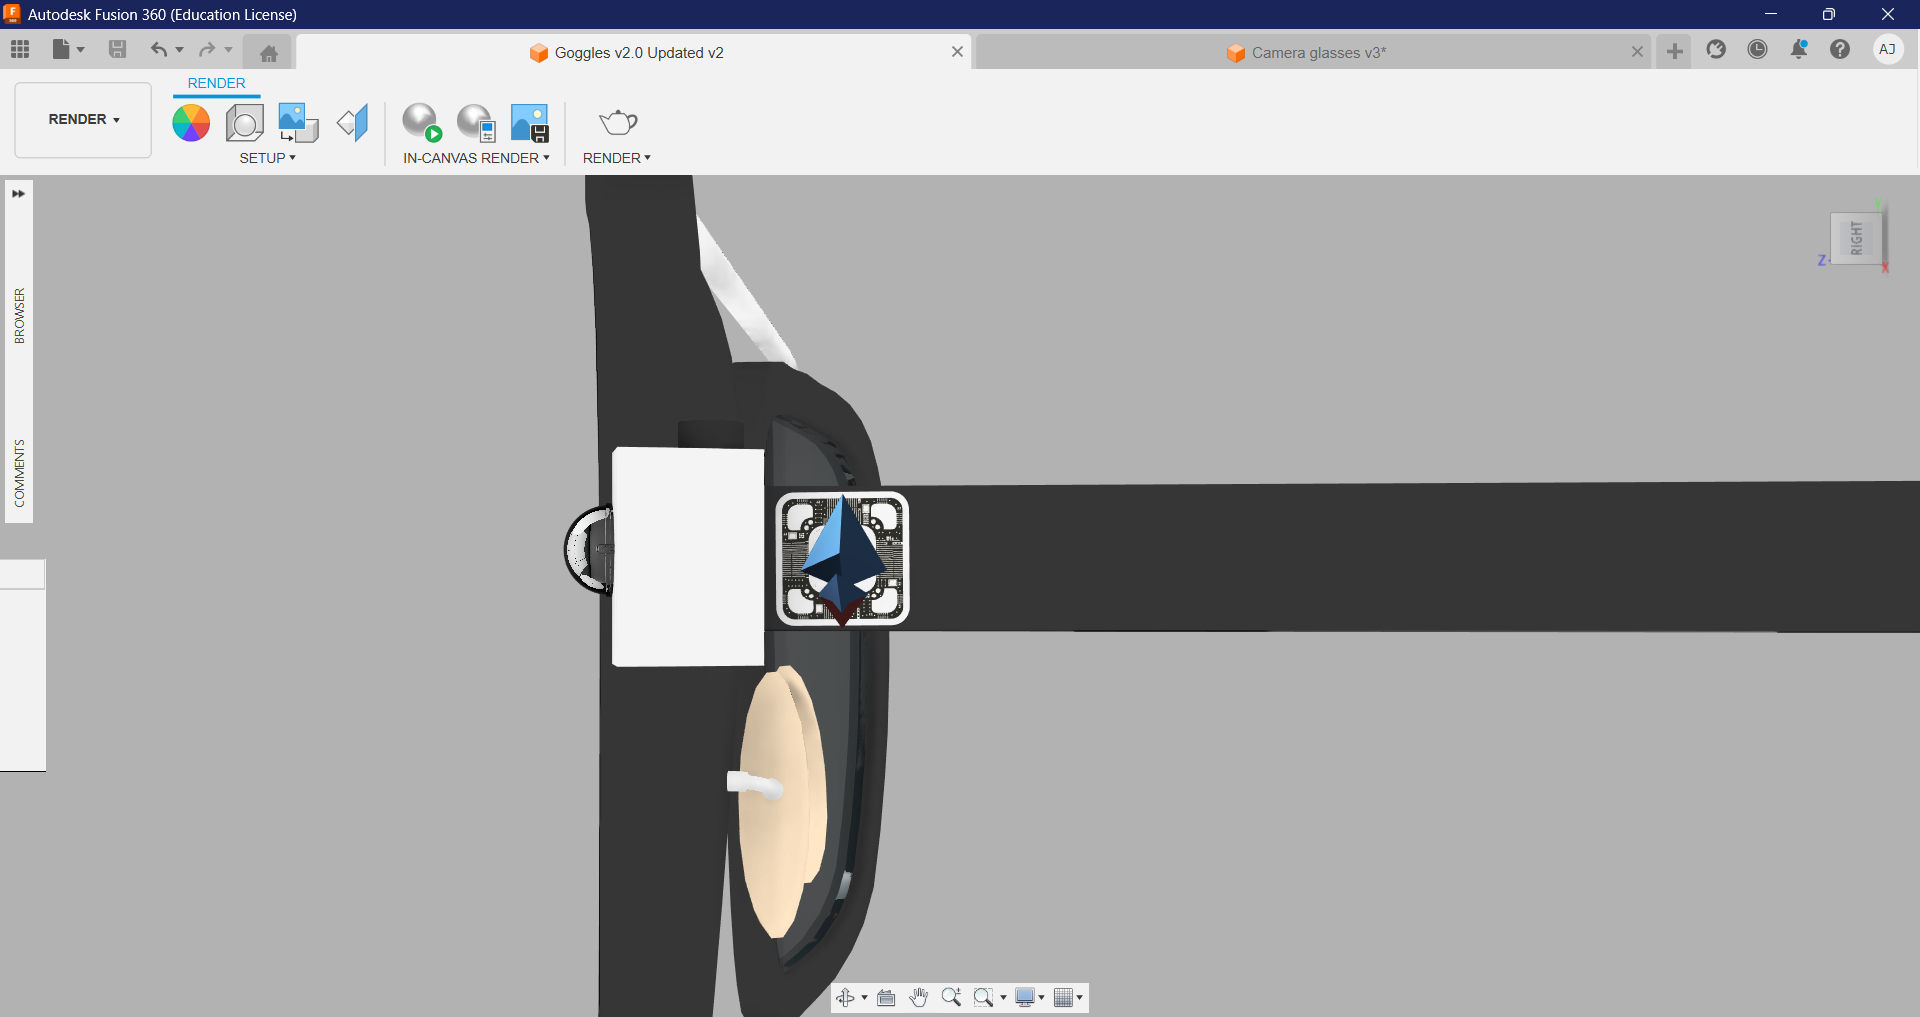 Autodesk Fusion 360 (Education License)
Goggles v2.0 Updated v2
Camera glasses v3*
AJ
RENDER
RENDER
SETUP
IN-CANVAS RENDER
RENDER
BROWSER
COMMENTS
Y
RIGHT
Z
X